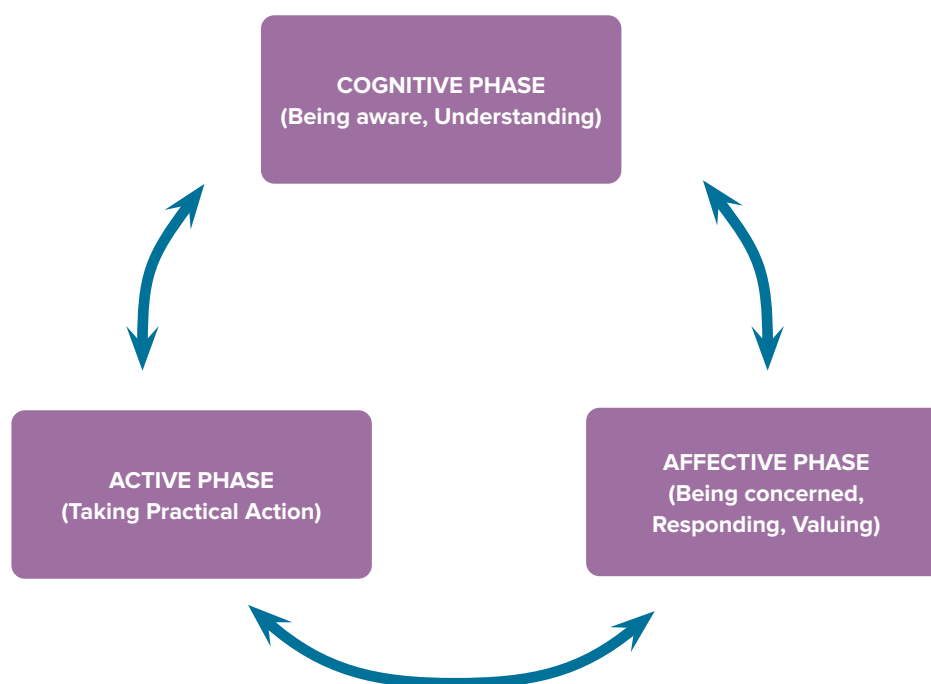 COGNITIVE PHASE
(Being aware, Understanding)
ACTIVE PHASE
(Taking Practical Action)
AFFECTIVE PHASE
(Being concerned,
Responding, Valuing)